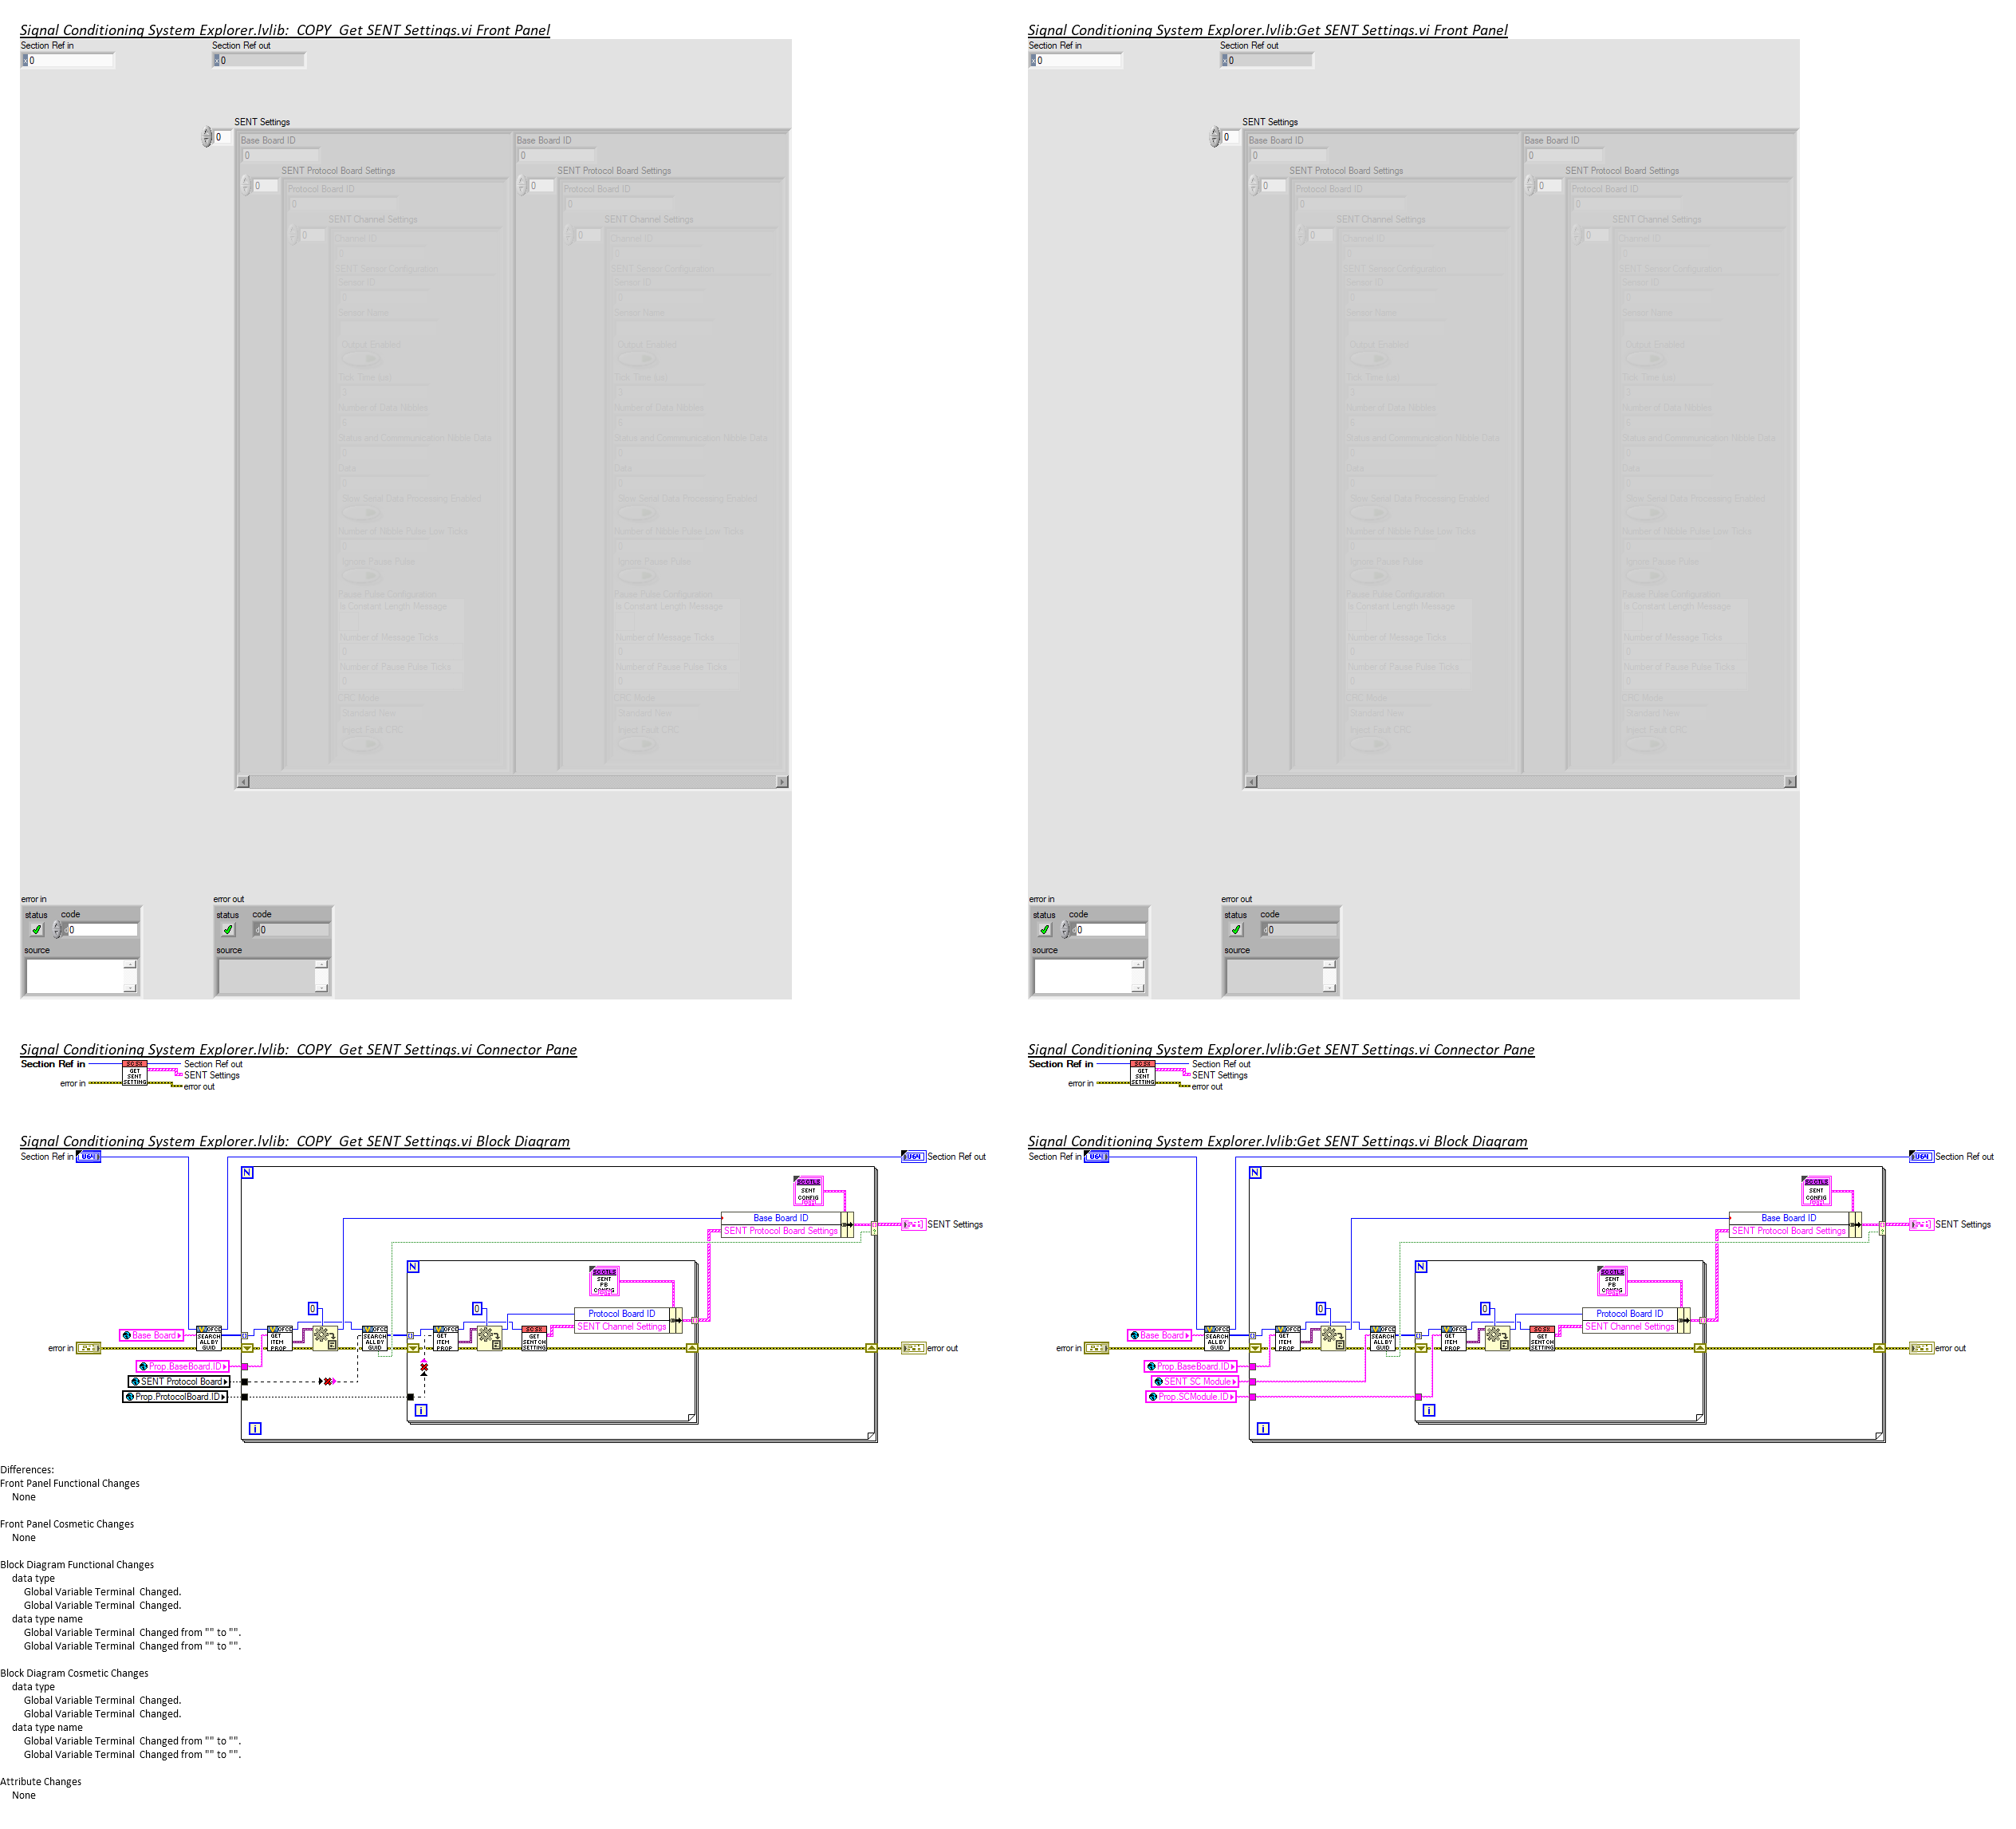 Signal Conditioning System Explorer.lvlib:  COPY  Get SENT Settings.vi Front Panel
Section Ref in
Section Ref out
0
0
SENT Settings
0
Base Board ID
0
SENT Protocol Board Settings
0
Protocol Board ID
0
SENT Channel Settings
0
Channel ID
SENT Sensor Configuration
Sensor ID
Sensor Name
Output Enabled
Tick Time (us)
Number of Data Nibbles
6
Status and Communication Nibble Data
0
Data
0
Slow Serial Data Processing Enabled
Number of Nibble Pulse Low Ticks
Ignore Pause Pulse
Pause Pulse Configuration
Is Constant Length Message
Number of Message Ticks
0
Number of Pause Pulse Ticks
0
CRC Mode
Standard New
Inject Fault CRC
Base Board ID
0
SENT Protocol Board Settings
0
Protocol Board ID
0
SENT Channel Settings
0
Channel ID
SENT Sensor Configuration
Sensor ID
Sensor Name
Output Enabled
Tick Time (us)
Number of Data Nibbles
6
Status and Communication Nibble Data
0
Data
0
Slow Serial Data Processing Enabled
Number of Nibble Pulse Low Ticks
Ignore Pause Pulse
Pause Pulse Configuration
Is Constant Length Message
Number of Message Ticks
0
Number of Pause Pulse Ticks
0
CRC Mode
Standard New
Inject Fault CRC
error in
status code
0
source
error out
status code
0
source
Signal Conditioning System Explorer.lvlib:Get SENT Settings.vi Front Panel
Section Ref in
Section Ref out
0
0
SENT Settings
0
Base Board ID
0
SENT Protocol Board Settings
0
Protocol Board ID
0
SENT Channel Settings
0
Channel ID
SENT Sensor Configuration
Sensor ID
Sensor Name
Output Enabled
Tick Time (us)
Number of Data Nibbles
6
Status and Communication Nibble Data
0
Data
0
Slow Serial Data Processing Enabled
Number of Nibble Pulse Low Ticks
Ignore Pause Pulse
Pause Pulse Configuration
Is Constant Length Message
Number of Message Ticks
0
Number of Pause Pulse Ticks
0
CRC Mode
Standard New
Inject Fault CRC
Base Board ID
0
SENT Protocol Board Settings
0
Protocol Board ID
0
SENT Channel Settings
0
Channel ID
SENT Sensor Configuration
Sensor ID
Sensor Name
Output Enabled
Tick Time (us)
Number of Data Nibbles
6
Status and Communication Nibble Data
0
Data
0
Slow Serial Data Processing Enabled
Number of Nibble Pulse Low Ticks
Ignore Pause Pulse
Pause Pulse Configuration
Is Constant Length Message
Number of Message Ticks
0
Number of Pause Pulse Ticks
0
CRC Mode
Standard New
Inject Fault CRC
error in
status code
0
source
error out
status code
0
source
Signal Conditioning System Explorer.lvlib:  COPY  Get SENT Settings.vi Connector Pane
Section Ref in
error in
GET
SENT
SETTING
Section Ref out
SENT Settings
error out
Signal Conditioning System Explorer.lvlib:Get SENT Settings.vi Connector Pane
Section Ref in
error in
GET
SENT
SETTING
Section Ref out
SENT Settings
error out
Signal Conditioning System Explorer.lvlib:  COPY  Get SENT Settings.vi Block Diagram
Section Ref in
U64
U64
Section Ref out
N
SC CTLS
SENT
CONFIG
Base Board ID
SENT Protocol Board Settings
SENT Settings
N
SC CTLS
SENT
PB
CONFIG
0
0
Protocol Board ID
SENT Channel Settings
Base Board
SEARCH
ALL BY
GUID
GET
ITEM
PROP
SEARCH
ALL BY
GUID
GET
ITEM
PROP
GET
SENTCH
SETTING
error in
error out
Prop.BaseBoard.ID
SENT Protocol Board
Prop.ProtocolBoard.ID
i
i
Signal Conditioning System Explorer.lvlib:Get SENT Settings.vi Block Diagram
Section Ref in
U64
U64
Section Ref out
N
SC CTLS
SENT
CONFIG
Base Board ID
SENT Protocol Board Settings
SENT Settings
N
SC CTLS
SENT
PB
CONFIG
0
0
Protocol Board ID
SENT Channel Settings
Base Board
SEARCH
ALL BY
GUID
GET
ITEM
PROP
SEARCH
ALL BY
GUID
GET
ITEM
PROP
GET
SENTCH
SETTING
error in
error out
Prop.BaseBoard.ID
SENT SC Module
Prop.SCModule.ID
i
i
Differences:
Front Panel Functional Changes
None
Front Panel Cosmetic Changes
None
Block Diagram Functional Changes
data type
Global Variable Terminal  Changed.
Global Variable Terminal  Changed.
data type name
Global Variable Terminal  Changed from "" to "".
Global Variable Terminal  Changed from "" to "".
Block Diagram Cosmetic Changes
data type
Global Variable Terminal  Changed.
Global Variable Terminal  Changed.
data type name
Global Variable Terminal  Changed from "" to "".
Global Variable Terminal  Changed from "" to "".
Attribute Changes
None